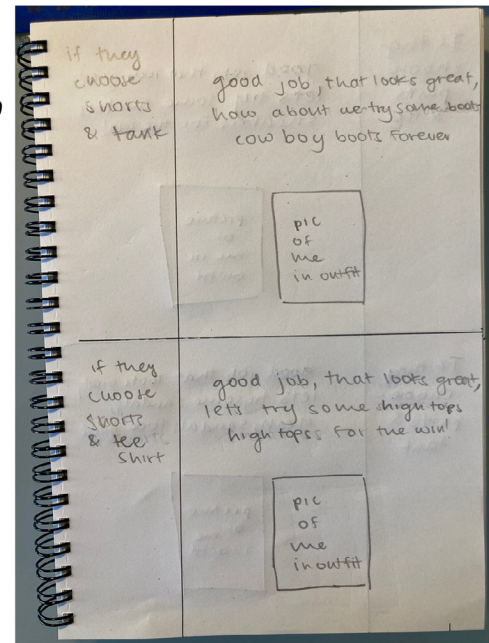 if they
choose
shorts
& tank
good job, that looks great,
how about we try some boots
cow boy boots forever
pic
of
me
in outfit
if they
choose
shorts
& tee
shirt
good job, that looks great,
lets try some high tops
high topss for the win!
pic
of
me
in outfit